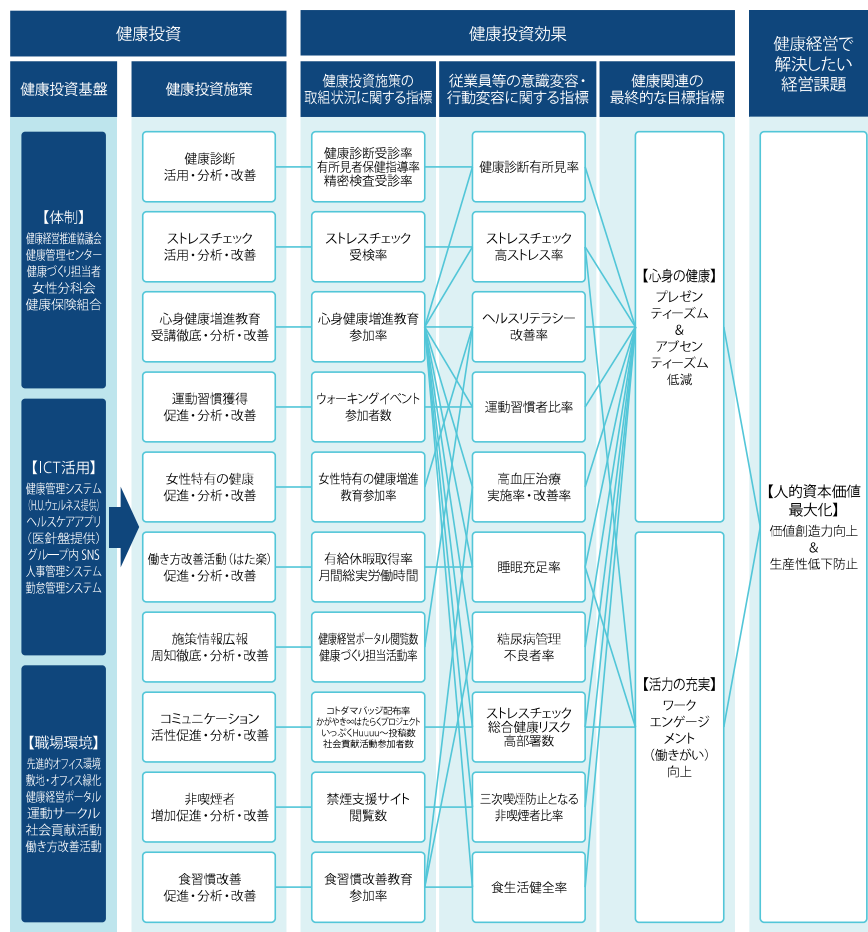 健康投資
健康投資効果
健康経営で
解決したい
経営課題
健康投資基盤
健康投資施策
健康投資施策の
取組状況に関する指標
従業員等の意識変容・
行動変容に関する指標
健康関連の
最終的な目標指標
【体制】
健康経営推進協議会
健康管理センター
健康づくり担当者
女性分科会
健康保険組合
【ICT活用】
健康管理システム
(H.U.ウェルネス提供)
ヘルスケアアプリ
(医針盤提供)
グループ内SNS
人事管理システム
勤怠管理システム
【職場環境】
先進的オフィス環境
敷地・オフィス緑化
健康経営ポータル
運動サークル
社会貢献活動
働き方改善活動
健康診断
活用・分析・改善
ストレスチェック
活用・分析・改善
心身健康増進教育
受講徹底・分析・改善
運動習慣獲得
促進・分析・改善
女性特有の健康
促進・分析・改善
働き方改善活動(はた楽)
促進・分析・改善
施策情報広報
周知徹底・分析・改善
コミュニケーション
活性促進・分析・改善
非喫煙者
増加促進・分析・改善
食習慣改善
促進・分析・改善
健康診断受診率
有所見者保健指導率
精密検査受診率
ストレスチェック
受検率
心身健康増進教育
参加率
ウォーキングイベント
参加者数
女性特有の健康増進
教育参加率
有給休暇取得率
月間総実労働時間
健康経営ポータル閲覧数
健康づくり担当活動率
コトダマバッジ配布率
かがやき∞はたらくプロジェクト
いっぷくHuuuu〜投稿数
社会貢献活動参加者数
禁煙支援サイト
閲覧数
食習慣改善教育
参加率
健康診断有所見率
ストレスチェック
高ストレス率
ヘルスリテラシー
改善率
運動習慣者比率
高血圧治療
実施率・改善率
睡眠充足率
糖尿病管理
不良者率
ストレスチェック
総合健康リスク
高部署数
三次喫煙防止となる
非喫煙者比率
食生活健全率
【心身の健康】
プレゼン
ティーズム
&
アブセン
ティーズム
低減
【活力の充実】
ワーク
エンゲージ
メント
(働きがい)
向上
【人的資本価値
最大化】
価値創造力向上
&
生産性低下防止